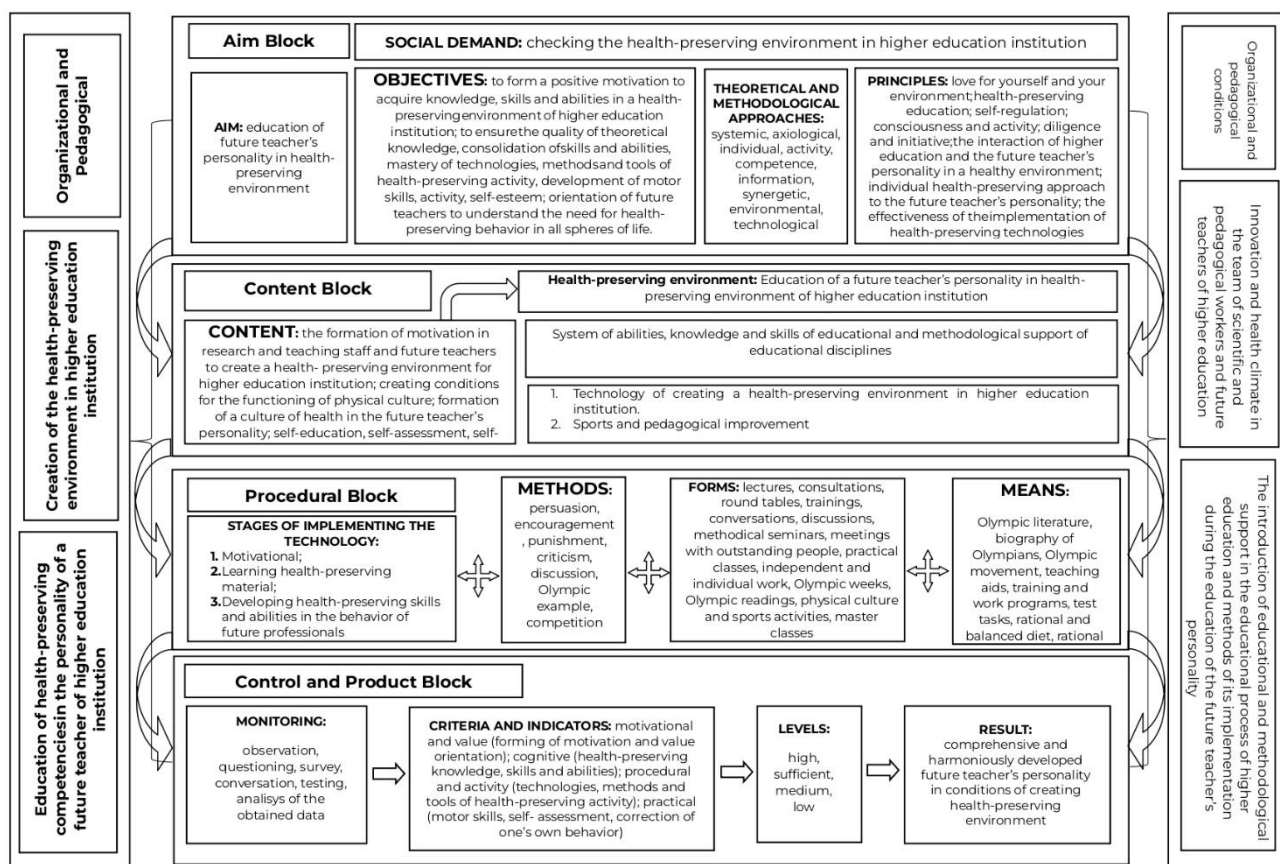 Organizational and
Pedagogical
Creation of the health-preserving
environment in higher education
institution
Education of health-preserving
competenciesin the personality of a
future teacher of higher education
institution
Aim Block
SOCIAL DEMAND: checking the health-preserving environment in higher education institution
AIM: education of
future teacher's
personality in health-
preserving
environment
OBJECTIVES: to form a positive motivation to
acquire knowledge, skills and abilities in a health-
preservingenvironment of higher education
institution; to ensurethe quality of theoretical
knowledge, consolidation ofskills and abilities,
mastery of technologies, methodsand tools of
health-preserving activity, development of motor
skills, activity, self-esteem; orientation of future
teachers to understand the need for health-
preserving behavior in all spheres of life.
THEORETICAL AND
METHODOLOGICAL
APPROACHES:
systemic, axiological,
individual, activity,
competence,
information,
synergetic,
environmental,
technological
PRINCIPLES: love for yourself and your
environment;health-preserving
education; self-regulation;
consciousness and activity; diligence
and initiative;the interaction of higher
education and the future teacher's
personality in a healthy environment;
individual health-preserving approach
to the future teacher's personality; the
effectiveness of theimplementation of
health-preserving technologies
Content Block
Health-preserving environment: Education of a future teacher's personality in health-
preserving environment of higher education institution
CONTENT: the formation of motivation in
research and teaching staff and future teachers
to create a health- preserving environment for
higher education institution; creating conditions
for the functioning of physical culture; formation
of a culture of health in the future teacher's
personality; self-education, self-assessment, self-
System of abilities, knowledge and skills of educational and methodological support of
educational disciplines
1. Technology of creating a health-preserving environment in higher education
institution.
2. Sports and pedagogical improvement
Procedural Block
STAGES OF IMPLEMENTING THE
TECHNOLOGY:
1. Motivational;
2.Learning health-preserving
material;
3.Developing health-preserving skills
and abilities in the behavior of
future professionals
METHODS:
persuasion,
encouragement
, punishment,
criticism,
discussion,
Olympic
example,
competition
FORMS: lectures, consultations,
round tables, trainings,
conversations, discussions,
methodical seminars, meetings
with outstanding people, practical
classes, independent and
individual work, Olympic weeks,
Olympic readings, physical culture
and sports activities, master
classes
MEANS:
Olympic literature,
biography of
Olympians, Olympic
movement, teaching
aids, training and
work programs, test
tasks, rational and
balanced diet, rational
Control and Product Block
MONITORING:
observation,
questioning, survey,
conversation, testing,
analisys of the
obtained data
CRITERIA AND INDICATORS: motivational
and value (forming of motivation and value
orientation); cognitive (health-preserving
knowledge, skills and abilities); procedural
and activity (technologies, methods and
tools of health-preserving activity); practical
(motor skills, self- assessment, correction of
one's own behavior)
LEVELS:
high,
sufficient,
medium,
low
RESULT:
comprehensive and
harmoniously developed
future teacher's personality
in conditions of creating
health-preserving
environment
Organizational and
pedagogical
conditions
Innovation and health climate in
the team of scientific and
pedagogical workers and future
teachers of higher education
The introduction of educational and methodological
support in the educational process of higher
education and methods of its implementation
during the education of the future teacher's
personality